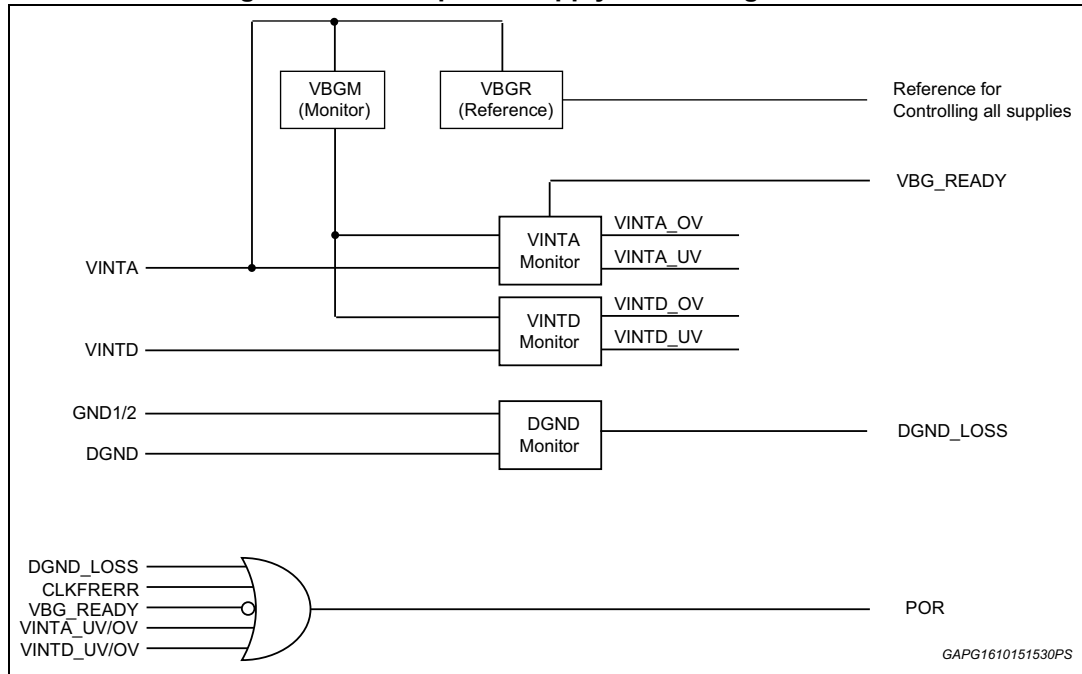 VBGM
(Monitor)
VBGR
(Reference)
Reference for
Controlling all supplies
VBG_READY
VINTA
Monitor
VINTA_OV
VINTA_UV
VINTA
VINTD
Monitor
VINTD_OV
VINTD_UV
VINTD
GND1/2
DGND
Monitor
DGND_LOSS
DGND
DGND_LOSS
CLKFRERR
VBG_READY
VINTA_UV/OV
VINTD_UV/OV
POR
GAPG1610151530PS